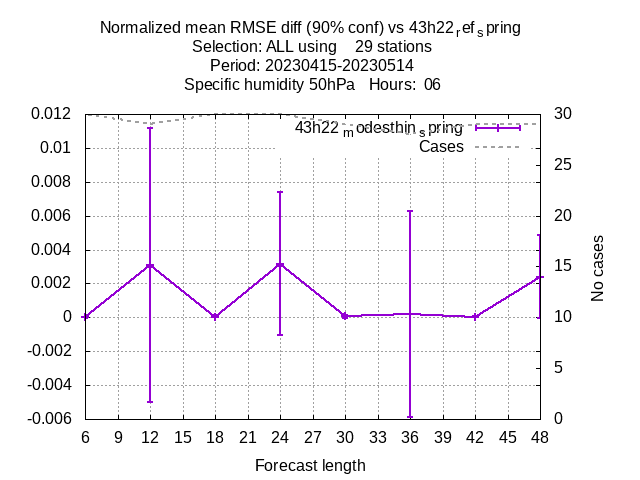 Normalized mean RMSE diff (90% conf) vs 43h22refspring
Selection: ALL using 29 stations
Period: 20230415-20230514
Specific humidity 50hPa Hours: 06
43h22modesthinspring
Cases
0.012
0.01
0.008
0.006
0.004
0.002
0
-0.002
-0.004
-0.006
30
25
20
15
10
5
0
No cases
6 9 12 15 18 21 24 27 30 33 36 39 42 45 48
Forecast length